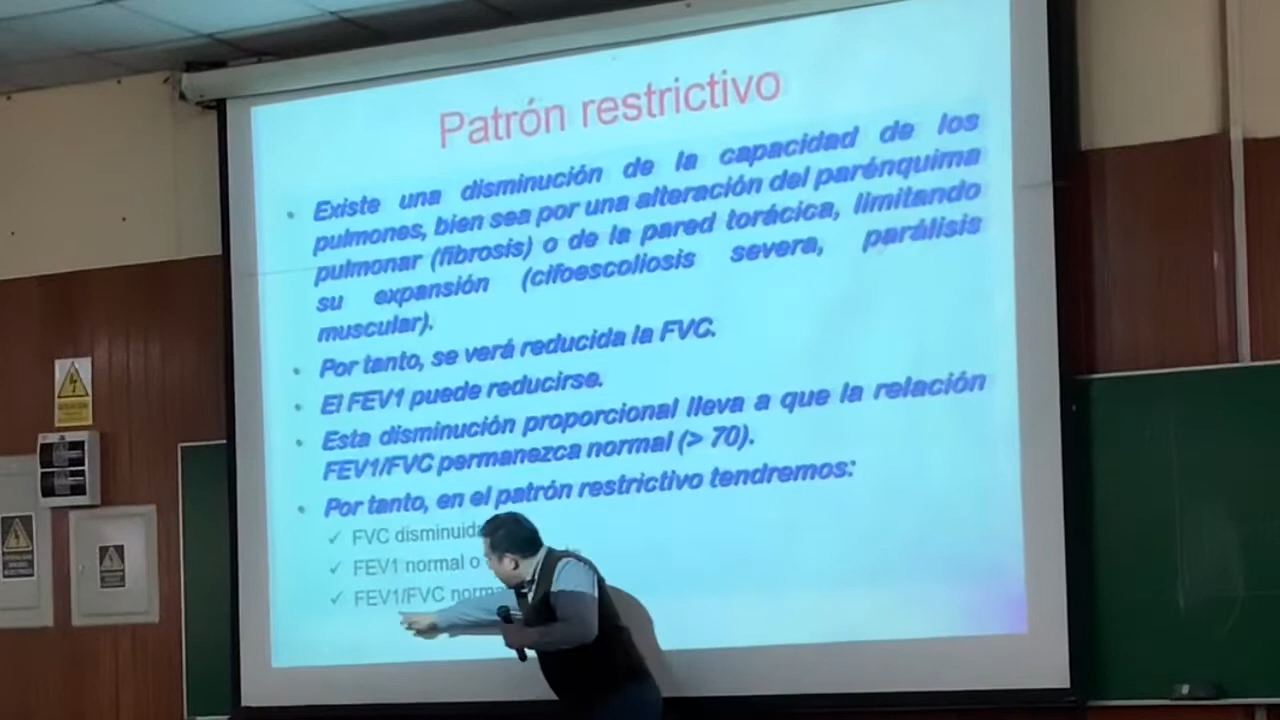 Patrón restrictivo
Existe una disminución de la capacidad de los
pulmones, bien sea por una alteración del parénquima
pulmonar (fibrosis) o de la pared torácica, limitando
su expansión (cifoescoliosis severa, parálisis
muscular).
Por tanto, se verá reducida la FVC.
El FEV1 puede reducirse.
Esta disminución proporcional lleva a que la relación
FEV1/FVC permanezca normal (> 70).
Por tanto, en el patrón restrictivo tendremos:
✓ FVC disminuida
✓ FEV1 normal o
✓ FEV1/FVC